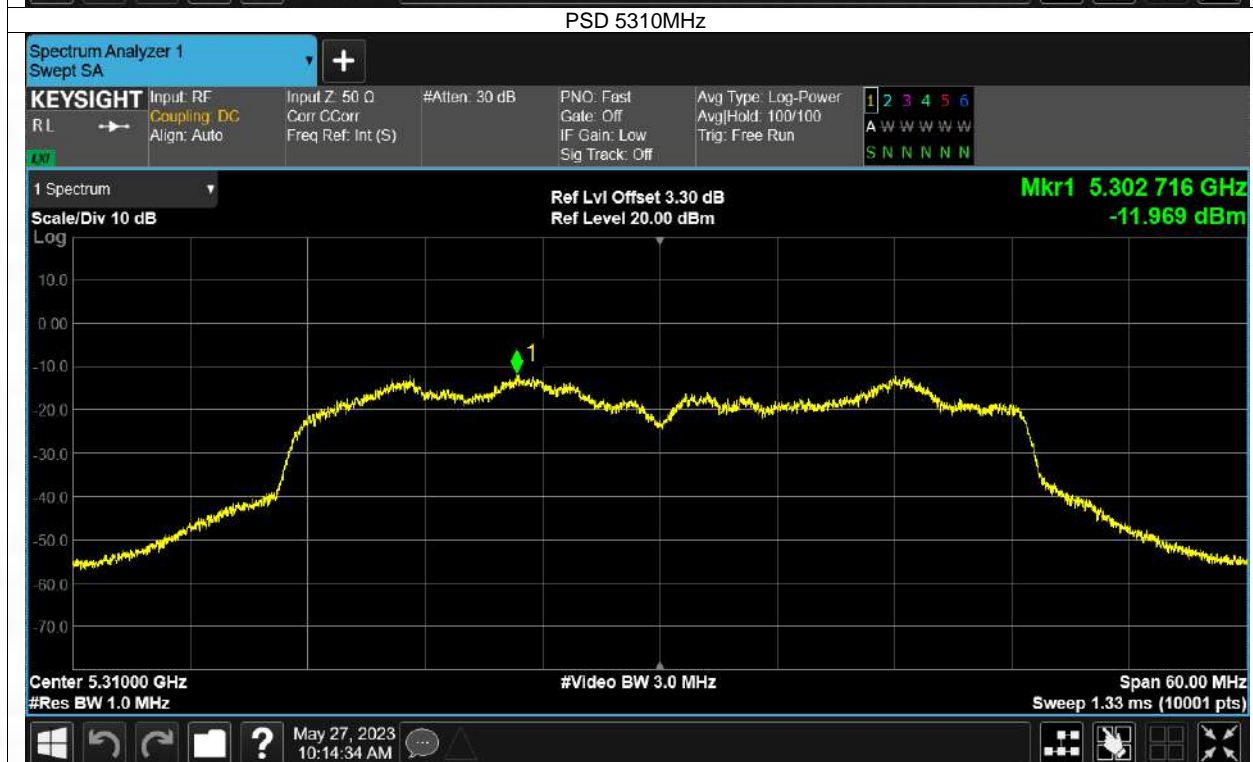 PSD 5310MHz
Spectrum Analyzer 1
Swept SA
KEYSIGHT
RL
LXI
Input: RF
Coupling: DC
Align: Auto
Input Z: 50 Ω
Corr CCorr
Freq Ref: Int (S)
#Atten: 30 dB
PNO: Fast
Gate: Off
IF Gain: Low
Sig Track: Off
Avg Type: Log-Power
Avg|Hold: 100/100
Trig: Free Run
1 2 3 4 5 6
A W W W W W
S N N N N N
1 Spectrum
Scale/Div 10 dB
Log
Ref Lvl Offset 3.30 dB
Ref Level 20.00 dBm
Mkr1 5.302 716 GHz
-11.969 dBm
10.0
0.00
-10.0
-20.0
-30.0
-40.0
-50.0
-60.0
-70.0
1
Center 5.31000 GHz
#Res BW 1.0 MHz
#Video BW 3.0 MHz
Span 60.00 MHz
Sweep 1.33 ms (10001 pts)
?
May 27, 2023
10:14:34 AM